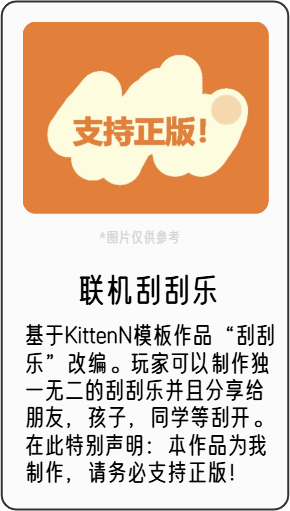 支持正版!
*图片仅供参考
联机刮刮乐
基于KittenN模板作品“刮刮
乐”改编。玩家可以制作独
一无二的刮刮乐并且分享给
朋友，孩子，同学等刮开。
在此特别声明：本作品为我
制作，请务必支持正版！